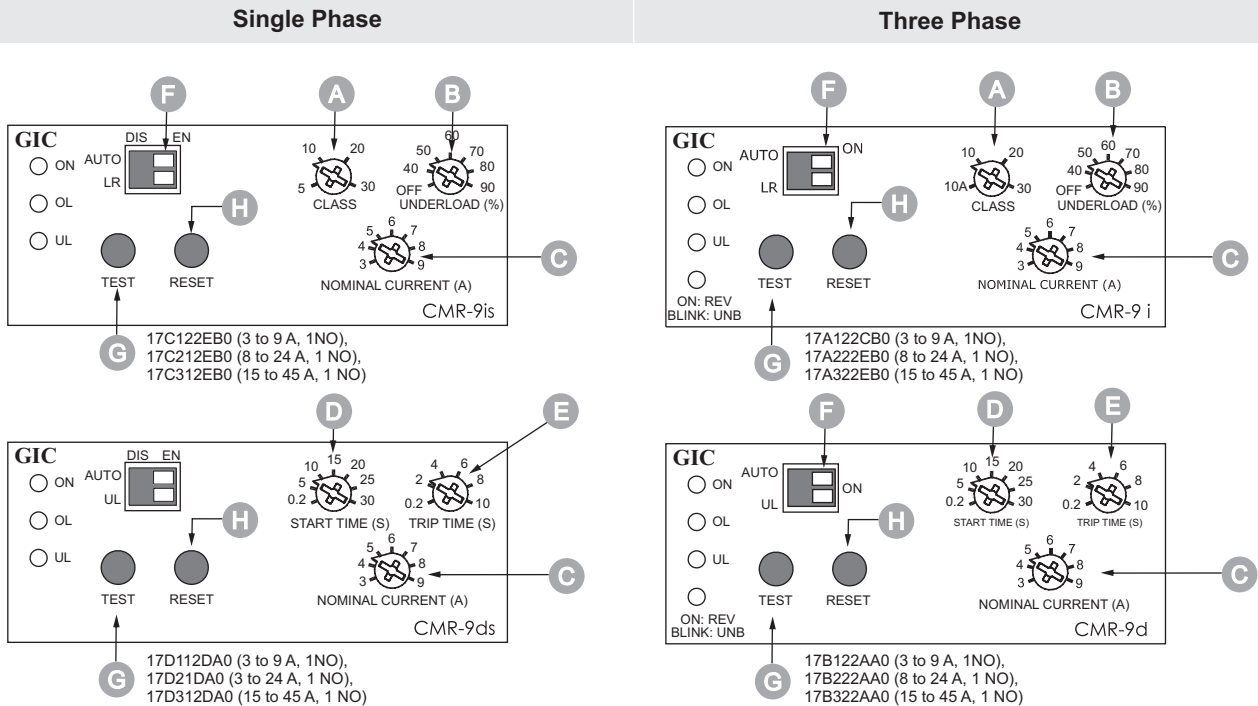 Single Phase
Three Phase
F
A
B
DIS EN
GIC
ON
OL
UL
AUTO
LR
10 20
5 30
CLASS
60
50 70
40 80
OFF 90
UNDERLOAD (%)
H
6
5 7
4 8
3 9
NOMINAL CURRENT (A)
C
TEST
RESET
CMR-9is
G
17C122EB0 (3 to 9 A, 1NO),
17C212EB0 (8 to 24 A, 1 NO),
17C312EB0 (15 to 45 A, 1 NO)
F
A
B
GIC
ON
OL
UL
ON: REV
BLINK: UNB
AUTO
ON
LR
10 20
10A 30
CLASS
60
50 70
40 80
OFF 90
UNDERLOAD (%)
H
6
5 7
4 8
3 9
NOMINAL CURRENT (A)
C
TEST
RESET
CMR-9 i
G
17A122CB0 (3 to 9 A, 1NO),
17A222EB0 (8 to 24 A, 1 NO),
17A322EB0 (15 to 45 A, 1 NO)
D
E
GIC
DIS EN
ON
OL
UL
AUTO
UL
15
10 20
5 25
0.2 30
START TIME (S)
4 6
2 8
0.2 10
TRIP TIME (S)
H
6
5 7
4 8
3 9
NOMINAL CURRENT (A)
C
TEST
RESET
CMR-9ds
G
17D112DA0 (3 to 9 A, 1NO),
17D21DA0 (3 to 24 A, 1 NO),
17D312DA0 (15 to 45 A, 1 NO)
F
D
E
GIC
ON
OL
UL
ON: REV
BLINK: UNB
AUTO
UL
ON
15
10 20
5 25
0.2 30
START TIME (S)
4 6
2 8
0.2 10
TRIP TIME (S)
H
6
5 7
4 8
3 9
NOMINAL CURRENT (A)
C
TEST
RESET
CMR-9d
G
17B122AA0 (3 to 9 A, 1NO),
17B222AA0 (8 to 24 A, 1 NO),
17B322AA0 (15 to 45 A, 1 NO)